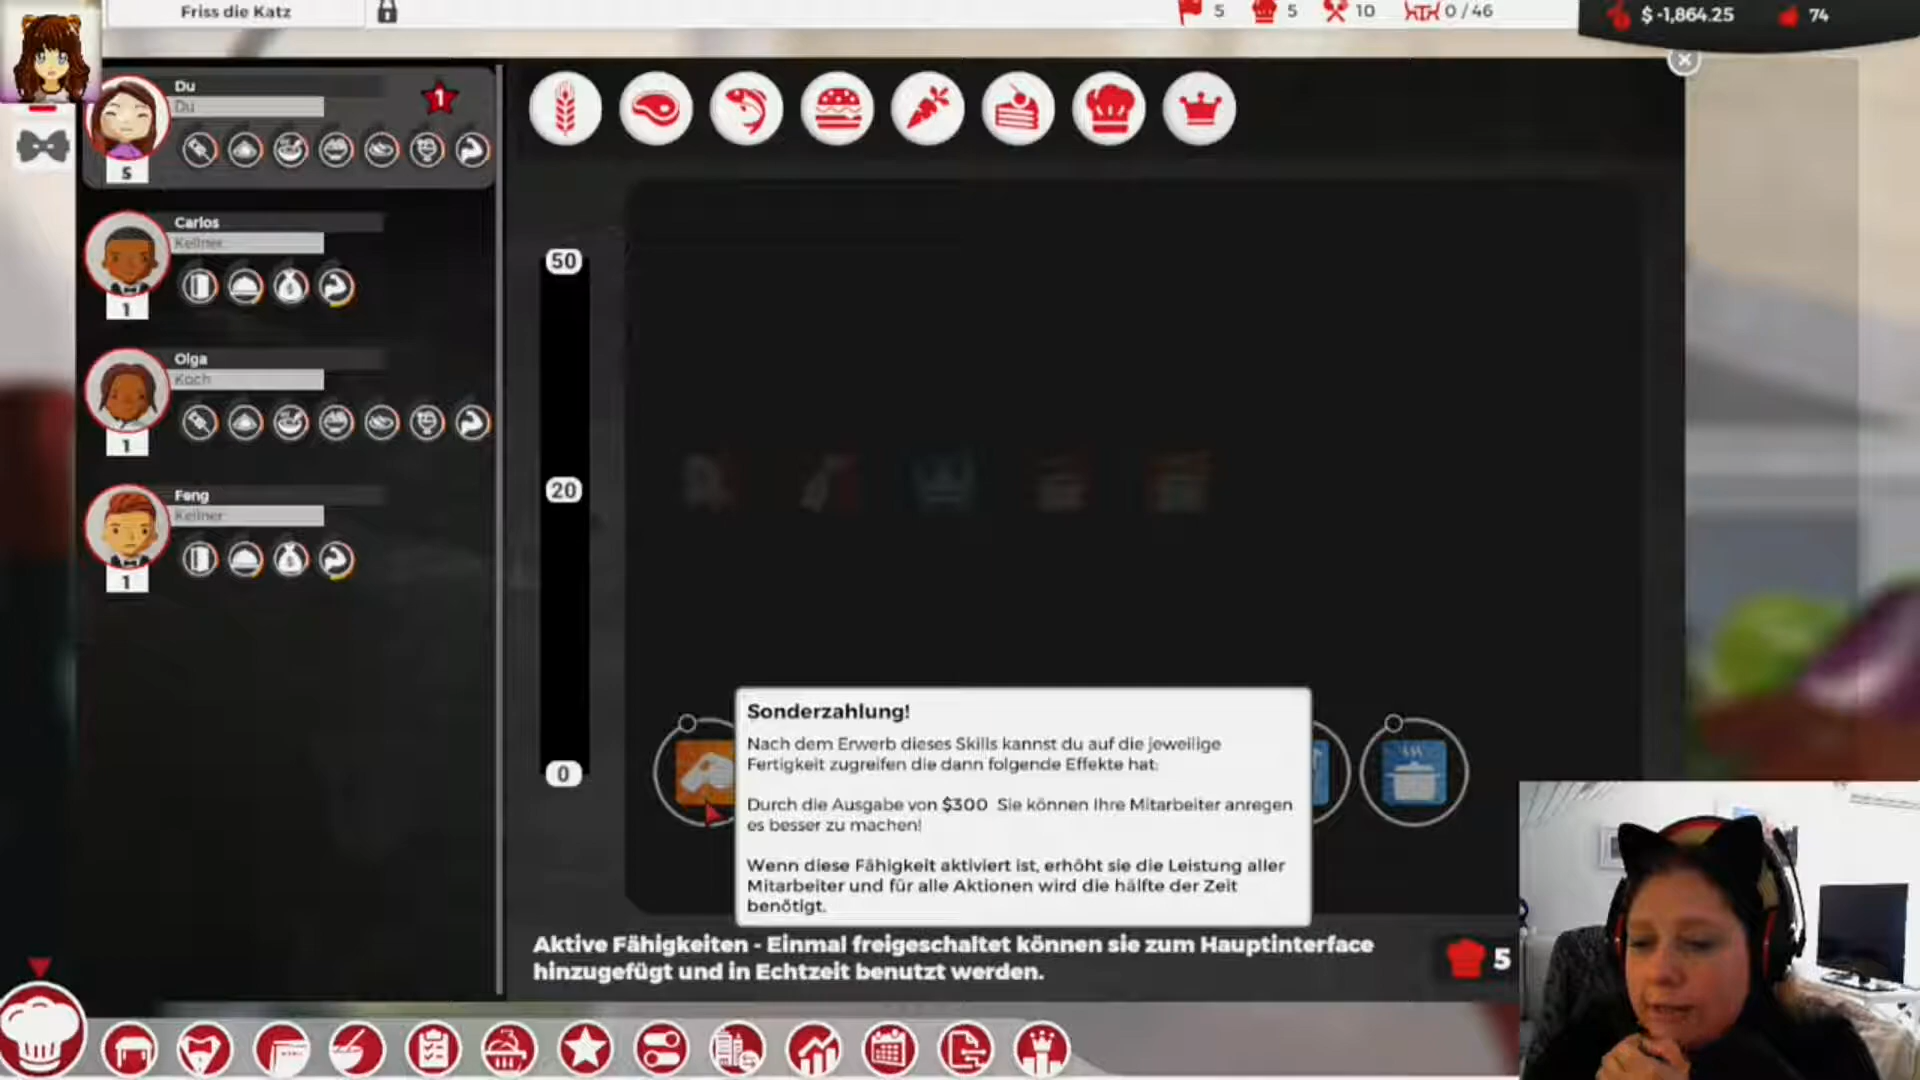 Friss die Katz
5
5
10
0 / 46
$ -1,864.25
74
Du
Du
1
5
Carlos
Kellner
1
Olga
Koch
1
Feng
Kellner
1
50
20
0
Sonderzahlung!
Nach dem Erwerb dieses Skills kannst du auf die jeweilige
Fertigkeit zugreifen die dann folgende Effekte hat:
Durch die Ausgabe von $300 Sie können Ihre Mitarbeiter anregen
es besser zu machen!
Wenn diese Fähigkeit aktiviert ist, erhöht sie die Leistung aller
Mitarbeiter und für alle Aktionen wird die hälfte der Zeit
benötigt.
Aktive Fähigkeiten - Einmal freigeschaltet können sie zum Hauptinterface
hinzugefügt und in Echtzeit benutzt werden.
5